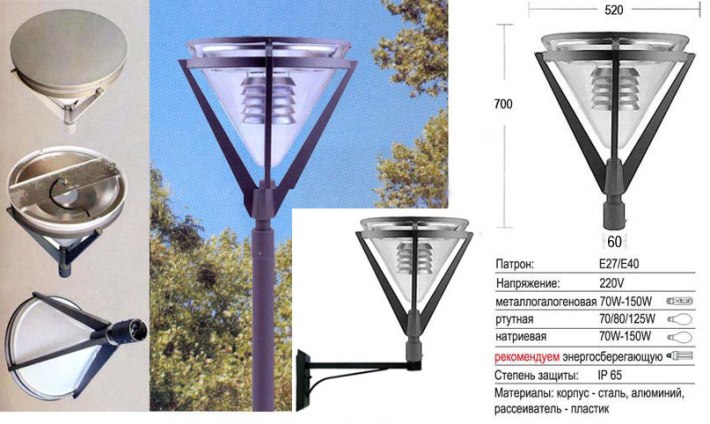 520
700
60
Патрон: E27/E40
Напряжение: 220V
металлогалогеновая 70W-150W
ртутная 70/80/125W
натриевая 70W-150W
рекомендуем энергосберегающую
Степень защиты: IP 65
Материалы: корпус - сталь, алюминий,
рассеиватель - пластик